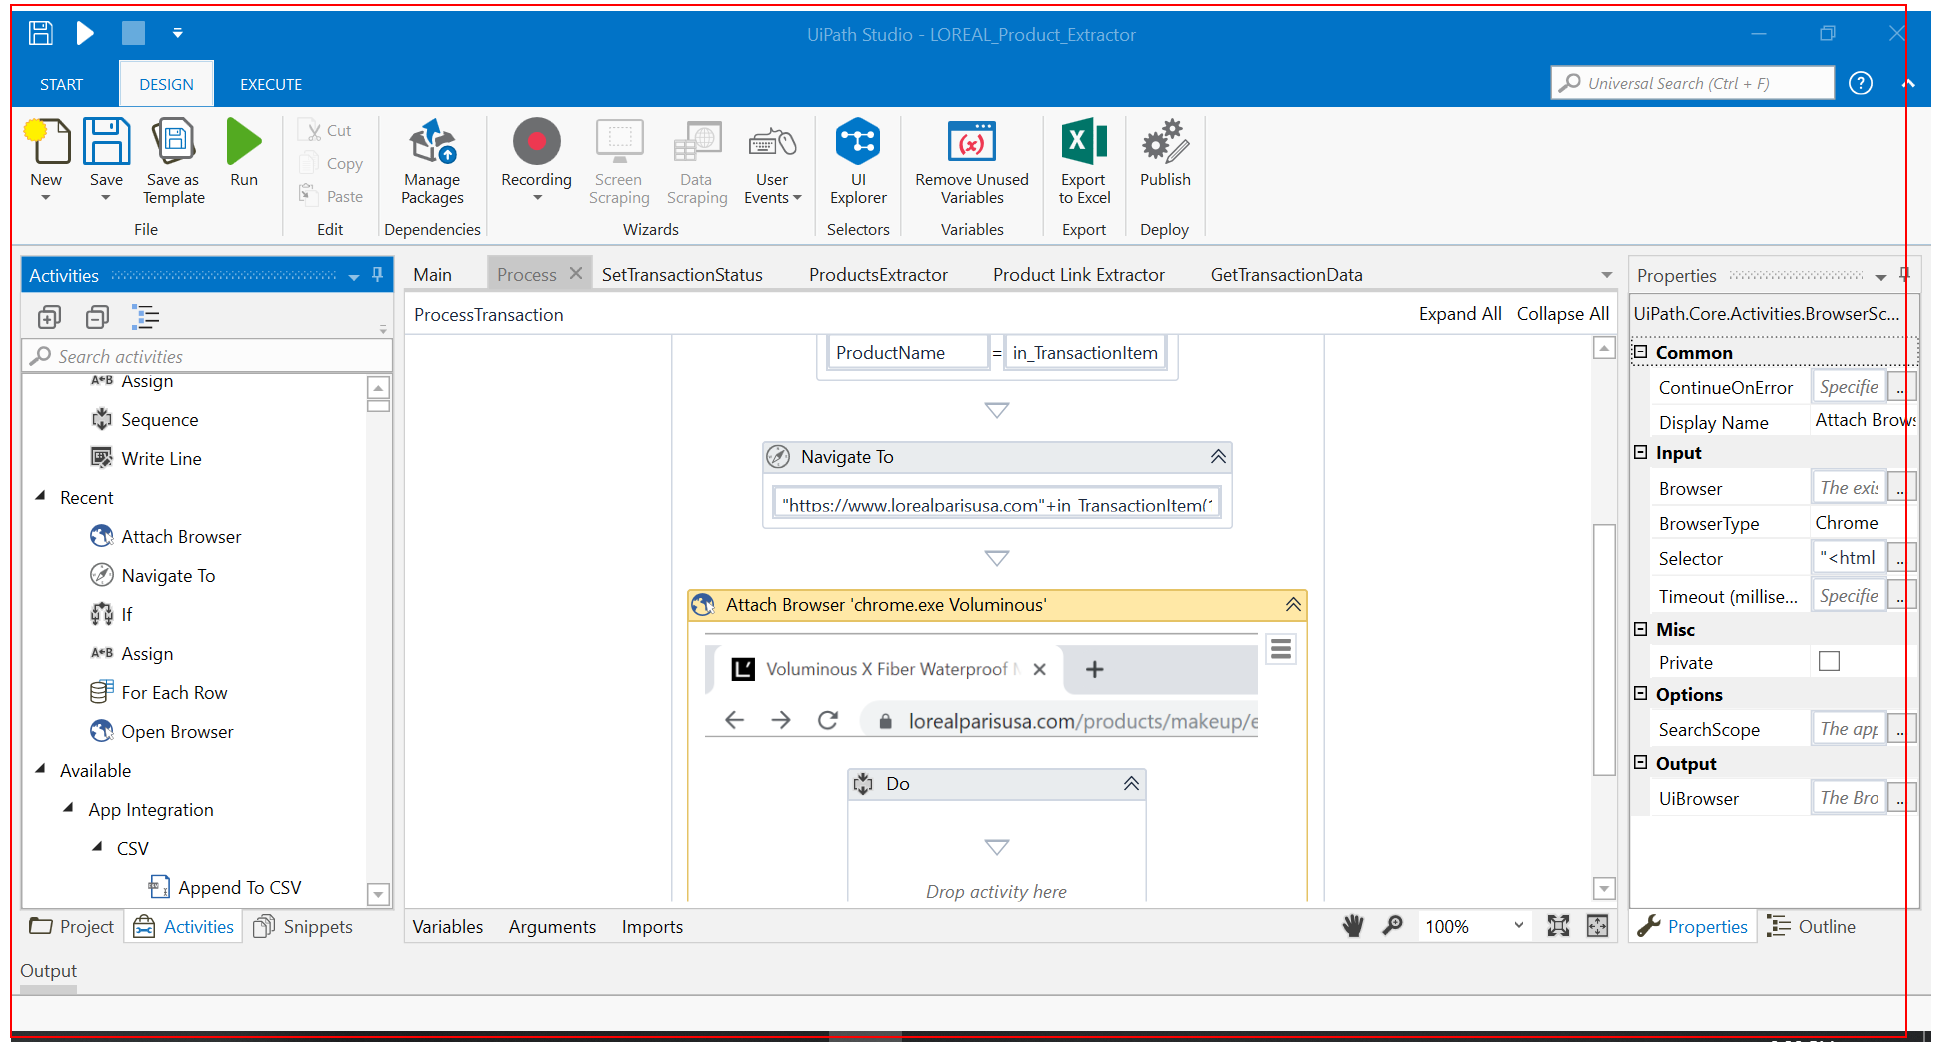 UiPath Studio - LOREAL_Product_Extractor
START DESIGN EXECUTE
Universal Search (Ctrl + F)
New Save Save as Template Run
Cut
Copy
Paste
Manage Packages
Recording Screen Scraping Data Scraping User Events
UI Explorer
Remove Unused Variables
Export to Excel
Publish
File Edit Dependencies Wizards Selectors Variables Export Deploy
Activities
Search activities
Assign
Sequence
Write Line
Recent
Attach Browser
Navigate To
If
Assign
For Each Row
Open Browser
Available
App Integration
CSV
Append To CSV
Project Activities Snippets
Main Process SetTransactionStatus ProductsExtractor Product Link Extractor GetTransactionData
ProcessTransaction Expand All Collapse All
ProductName = in_TransactionItem
Navigate To
"https://www.lorealparisusa.com"+in_TransactionItem(
Attach Browser 'chrome.exe Voluminous'
Voluminous X Fiber Waterproof
lorealparisusa.com/products/makeup/e
Do
Drop activity here
Variables Arguments Imports 100%
Properties
UiPath.Core.Activities.BrowserSc...
Common
ContinueOnError Specifie ...
Display Name Attach Brows
Input
Browser The exis ...
BrowserType Chrome
Selector "<html ...
Timeout (millise... Specifie ...
Misc
Private
Options
SearchScope The app ...
Output
UiBrowser The Bro ...
Properties Outline
Output